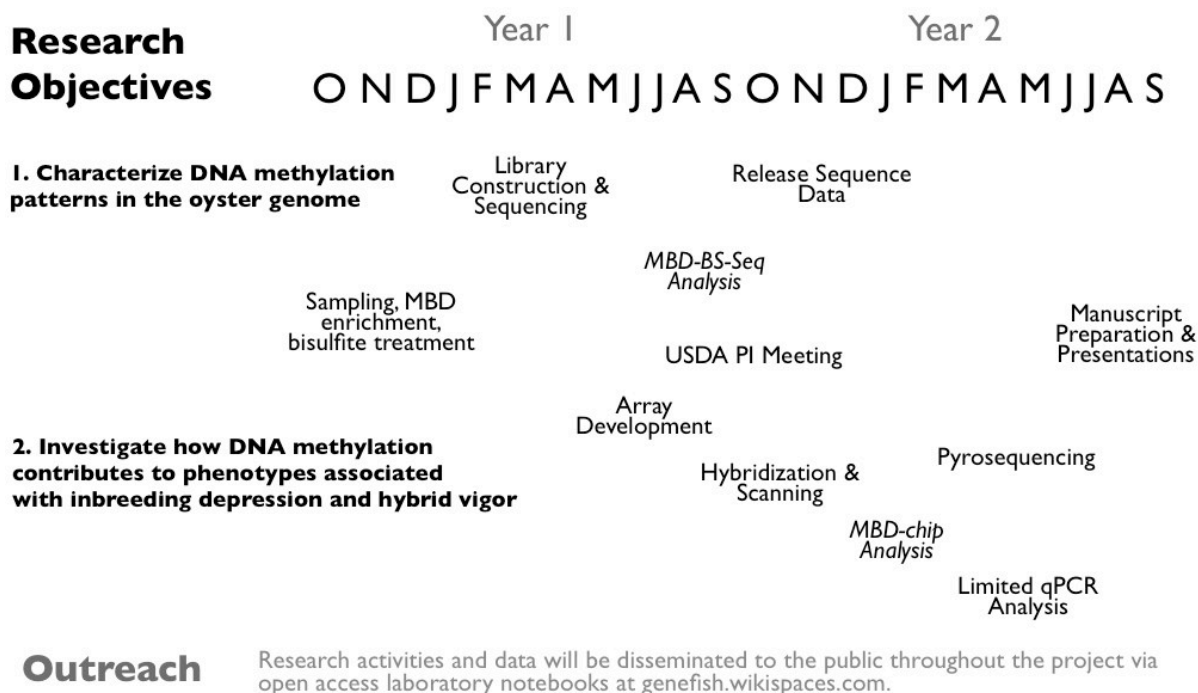 Research
Objectives
Year 1
Year 2
O N D J F M A M J J A S O N D J F M A M J J A S
1. Characterize DNA methylation
patterns in the oyster genome
Library
Construction &
Sequencing
Release Sequence
Data
MBD-BS-Seq
Analysis
Sampling, MBD
enrichment,
bisulfite treatment
Manuscript
Preparation &
Presentations
USDA PI Meeting
Array
Development
2. Investigate how DNA methylation
contributes to phenotypes associated
with inbreeding depression and hybrid vigor
Hybridization &
Scanning
Pyrosequencing
MBD-chip
Analysis
Limited qPCR
Analysis
Outreach
Research activities and data will be disseminated to the public throughout the project via
open access laboratory notebooks at genefish.wikispaces.com.